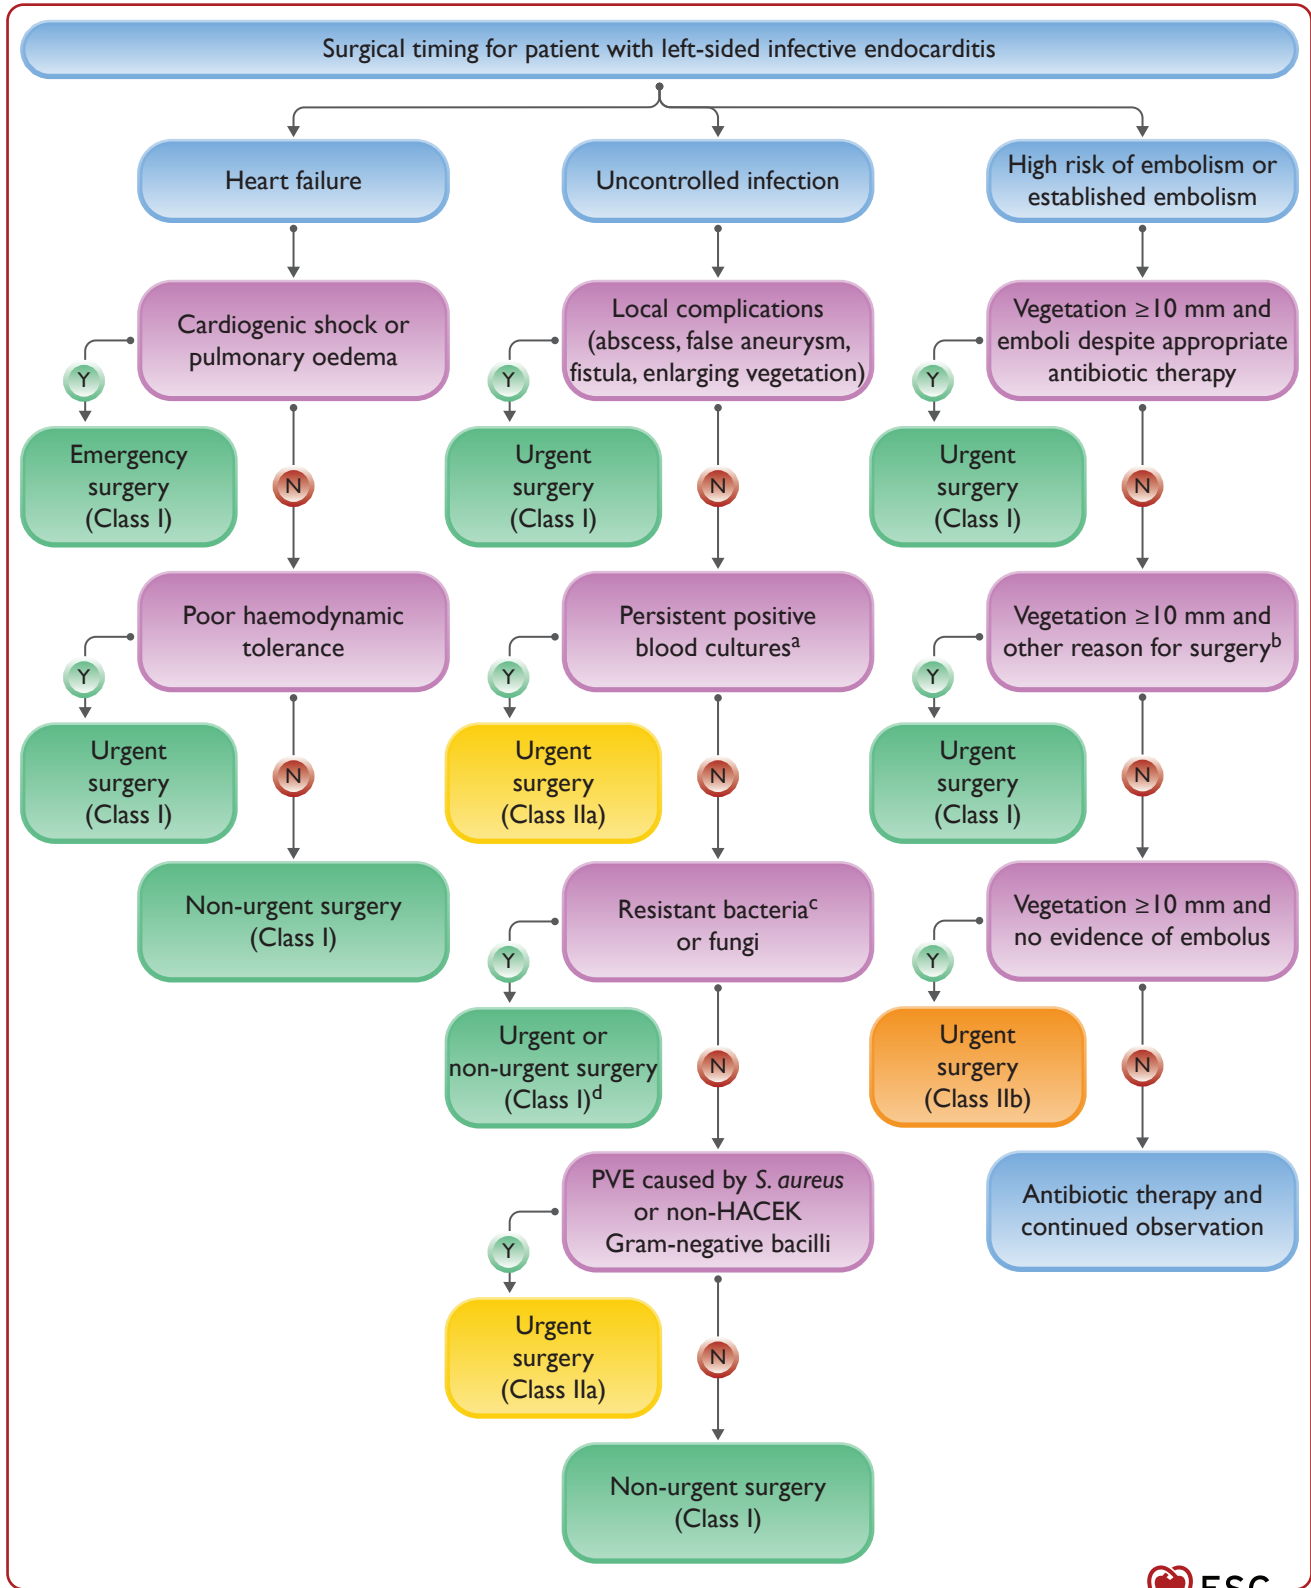 Surgical timing for patient with left-sided infective endocarditis
Heart failure
Uncontrolled infection
High risk of embolism or
established embolism
Cardiogenic shock or
pulmonary oedema
Local complications
(abscess, false aneurysm,
fistula, enlarging vegetation)
Vegetation ≥10 mm and
emboli despite appropriate
antibiotic therapy
Y
Y
Y
Emergency
surgery
(Class I)
N
Urgent
surgery
(Class I)
N
Urgent
surgery
(Class I)
N
Poor haemodynamic
tolerance
Persistent positive
blood culturesᵃ
Vegetation ≥10 mm and
other reason for surgeryᵇ
Y
Y
Y
Urgent
surgery
(Class I)
N
Urgent
surgery
(Class IIa)
N
Urgent
surgery
(Class I)
N
Non-urgent surgery
(Class I)
Resistant bacteriaᶜ
or fungi
Vegetation ≥10 mm and
no evidence of embolus
Y
Y
Urgent or
non-urgent surgery
(Class I)ᵈ
N
Urgent
surgery
(Class IIb)
N
PVE caused by S. aureus
or non-HACEK
Gram-negative bacilli
Antibiotic therapy and
continued observation
Y
Urgent
surgery
(Class IIa)
N
Non-urgent surgery
(Class I)
ESC